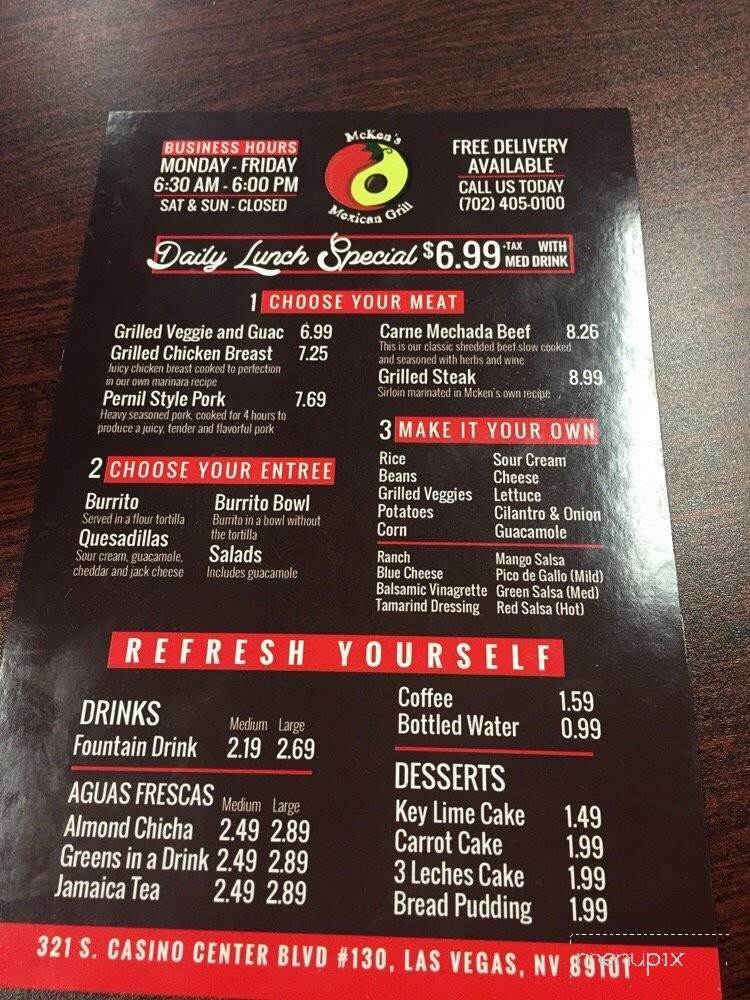 BUSINESS HOURS
MONDAY - FRIDAY
6:30 AM - 6:00 PM
SAT & SUN - CLOSED
McKen's
Mexican Grill
FREE DELIVERY
AVAILABLE
CALL US TODAY
(702) 405-0100
Daily Lunch Special $6.99 -TAX WITH
MED DRINK
1 CHOOSE YOUR MEAT
Grilled Veggie and Guac 6.99
Grilled Chicken Breast 7.25
Juicy chicken breast cooked to perfection
in our own marinara recipe
Pernil Style Pork 7.69
Heavy seasoned pork, cooked for 4 hours to
produce a juicy, tender and flavorful pork
Carne Mechada Beef 8.26
This is our classic shredded beef slow cooked
and seasoned with herbs and wine
Grilled Steak 8.99
Sirloin marinated in Mcken's own recipe
2 CHOOSE YOUR ENTREE
Burrito
Served in a flour tortilla
Quesadillas
Sour cream, guacamole,
cheddar and jack cheese
Burrito Bowl
Burrito in a bowl without
the tortilla
Salads
Includes guacamole
3 MAKE IT YOUR OWN
Rice
Beans
Grilled Veggies
Potatoes
Corn
Sour Cream
Cheese
Lettuce
Cilantro & Onion
Guacamole
Ranch
Blue Cheese
Balsamic Vinagrette
Tamarind Dressing
Mango Salsa
Pico de Gallo (Mild)
Green Salsa (Med)
Red Salsa (Hot)
REFRESH YOURSELF
DRINKS Medium Large
Fountain Drink 2.19 2.69
AGUAS FRESCAS Medium Large
Almond Chicha 2.49 2.89
Greens in a Drink 2.49 2.89
Jamaica Tea 2.49 2.89
Coffee 1.59
Bottled Water 0.99
DESSERTS
Key Lime Cake 1.49
Carrot Cake 1.99
3 Leches Cake 1.99
Bread Pudding 1.99
321 S. CASINO CENTER BLVD #130, LAS VEGAS, NV 89101
menupix